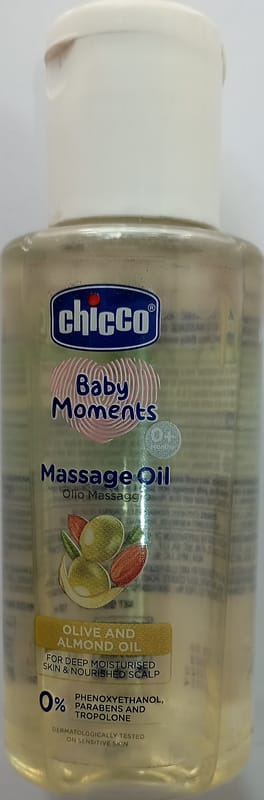 chicco®
Baby
Moments
0+
Months
Massage Oil
Olio Massaggio
OLIVE AND
ALMOND OIL
FOR DEEP MOISTURISED
SKIN & NOURISHED SCALP
0% PHENOXYETHANOL,
PARABENS AND
TROPOLONE
DERMATOLOGICALLY TESTED
ON SENSITIVE SKIN